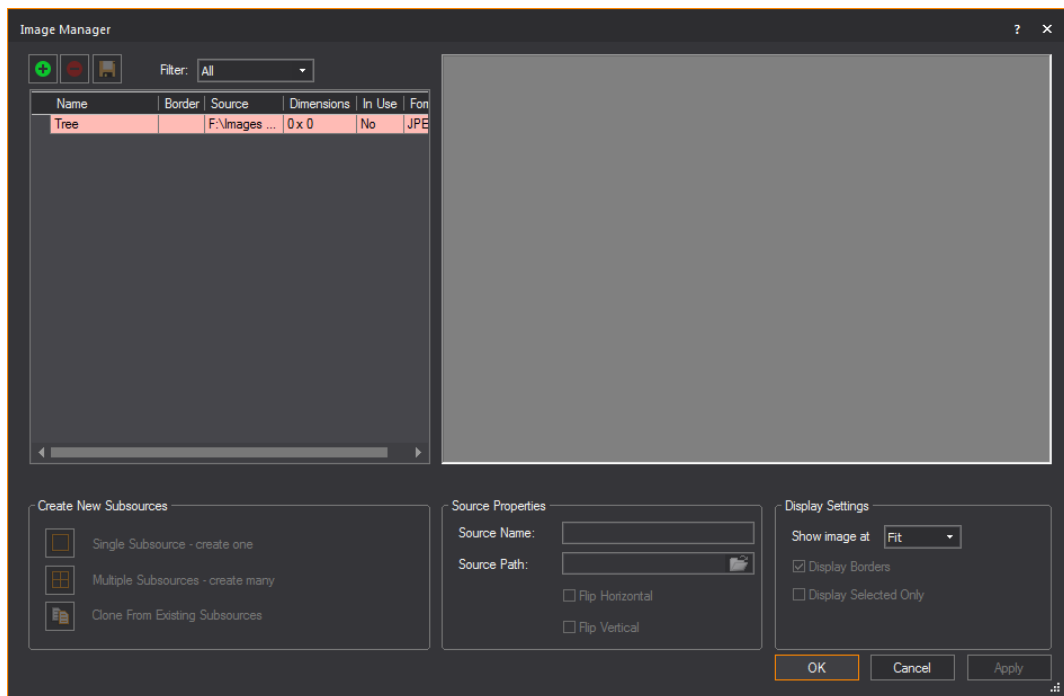 Image Manager
Filter: All
Name Border Source Dimensions In Use For
Tree F:\Images ... 0 x 0 No JPE
Create New Subsources
Single Subsource - create one
Multiple Subsources - create many
Clone From Existing Subsources
Source Properties
Source Name:
Source Path:
Flip Horizontal
Flip Vertical
Display Settings
Show image at Fit
Display Borders
Display Selected Only
OK Cancel Apply